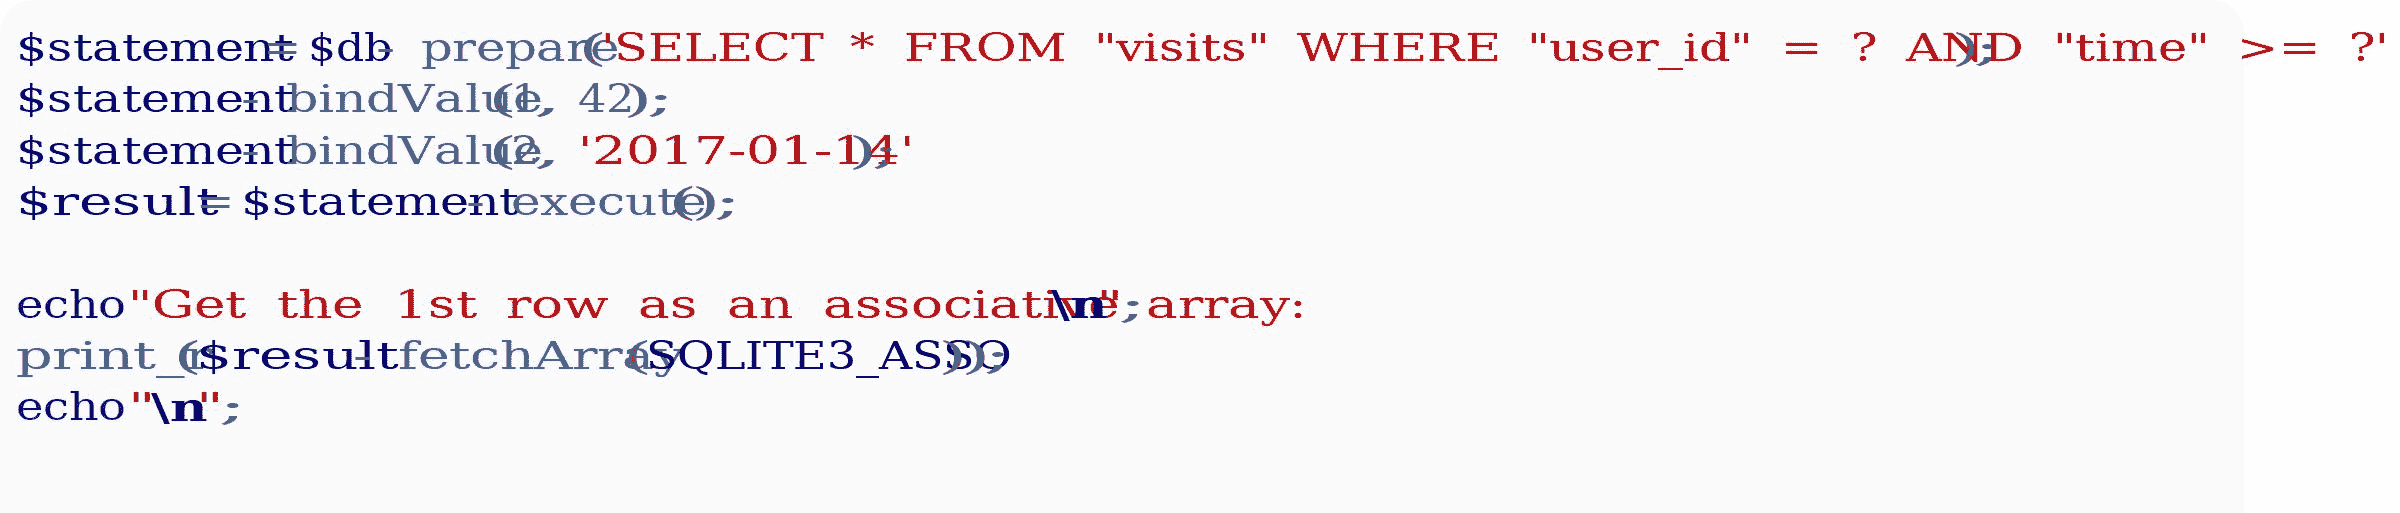 $statement = $db- prepare('SELECT * FROM "visits" WHERE "user_id" = ? AND "time" >= ?');
$statement- bindValue(1, 42);
$statement- bindValue(2, '2017-01-14');
$result = $statement- execute();
echo "Get the 1st row as an associative array:\n";
print_r($result- fetchArray(SQLITE3_ASSO));
echo "\n";